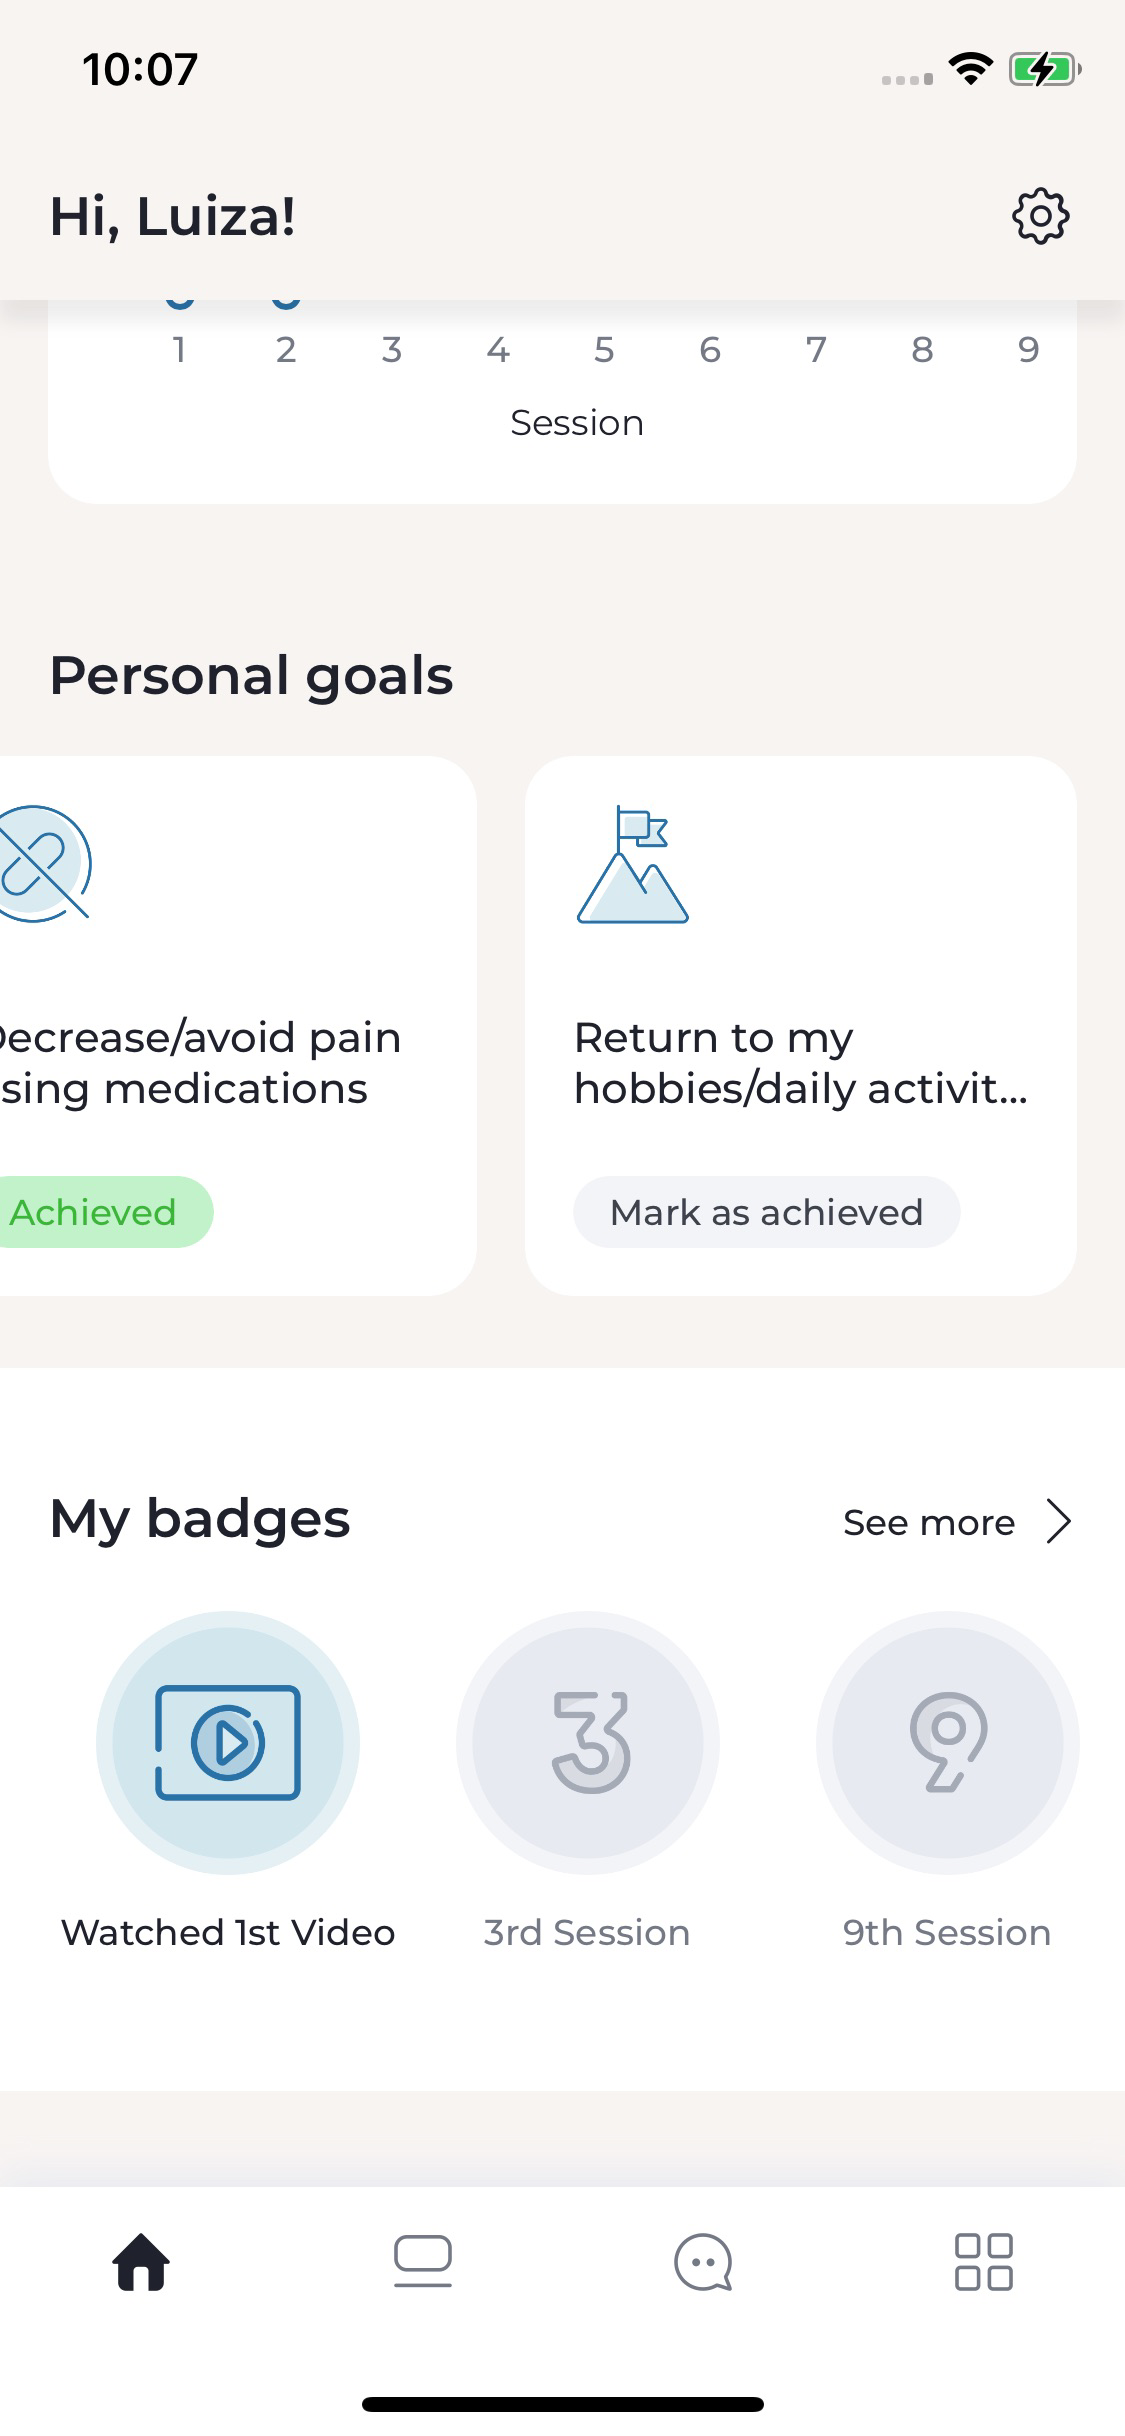 10:07
Hi, Luiza!
1 2 3 4 5 6 7 8 9
Session
Personal goals
ecrease/avoid pain
sing medications
Achieved
Return to my
hobbies/daily activit...
Mark as achieved
My badges
See more
3
9
Watched 1st Video
3rd Session
9th Session